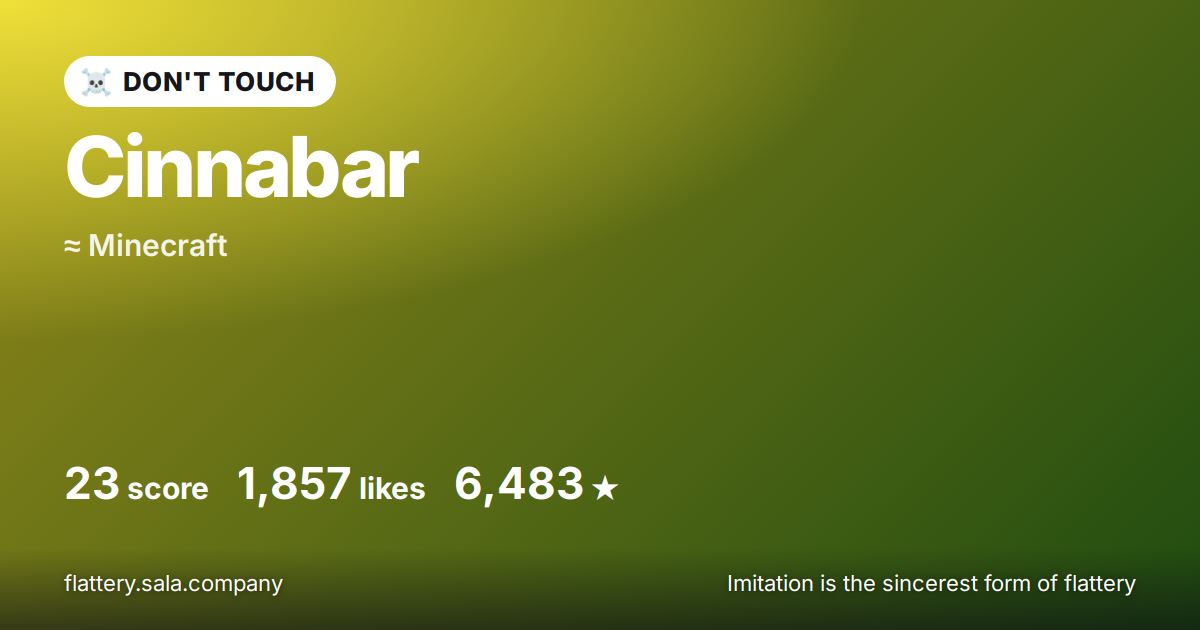 ☠️ DON'T TOUCH
Cinnabar
≈ Minecraft
23 score 1,857 likes 6,483 ★
flattery.sala.company
Imitation is the sincerest form of flattery